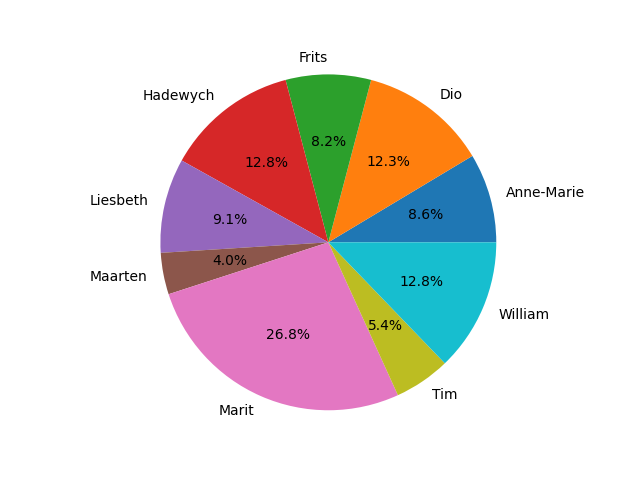 Frits
Hadewych
Dio
8.2%
12.8%
12.3%
Anne-Marie
Liesbeth
8.6%
9.1%
4.0%
Maarten
12.8%
William
5.4%
26.8%
Tim
Marit